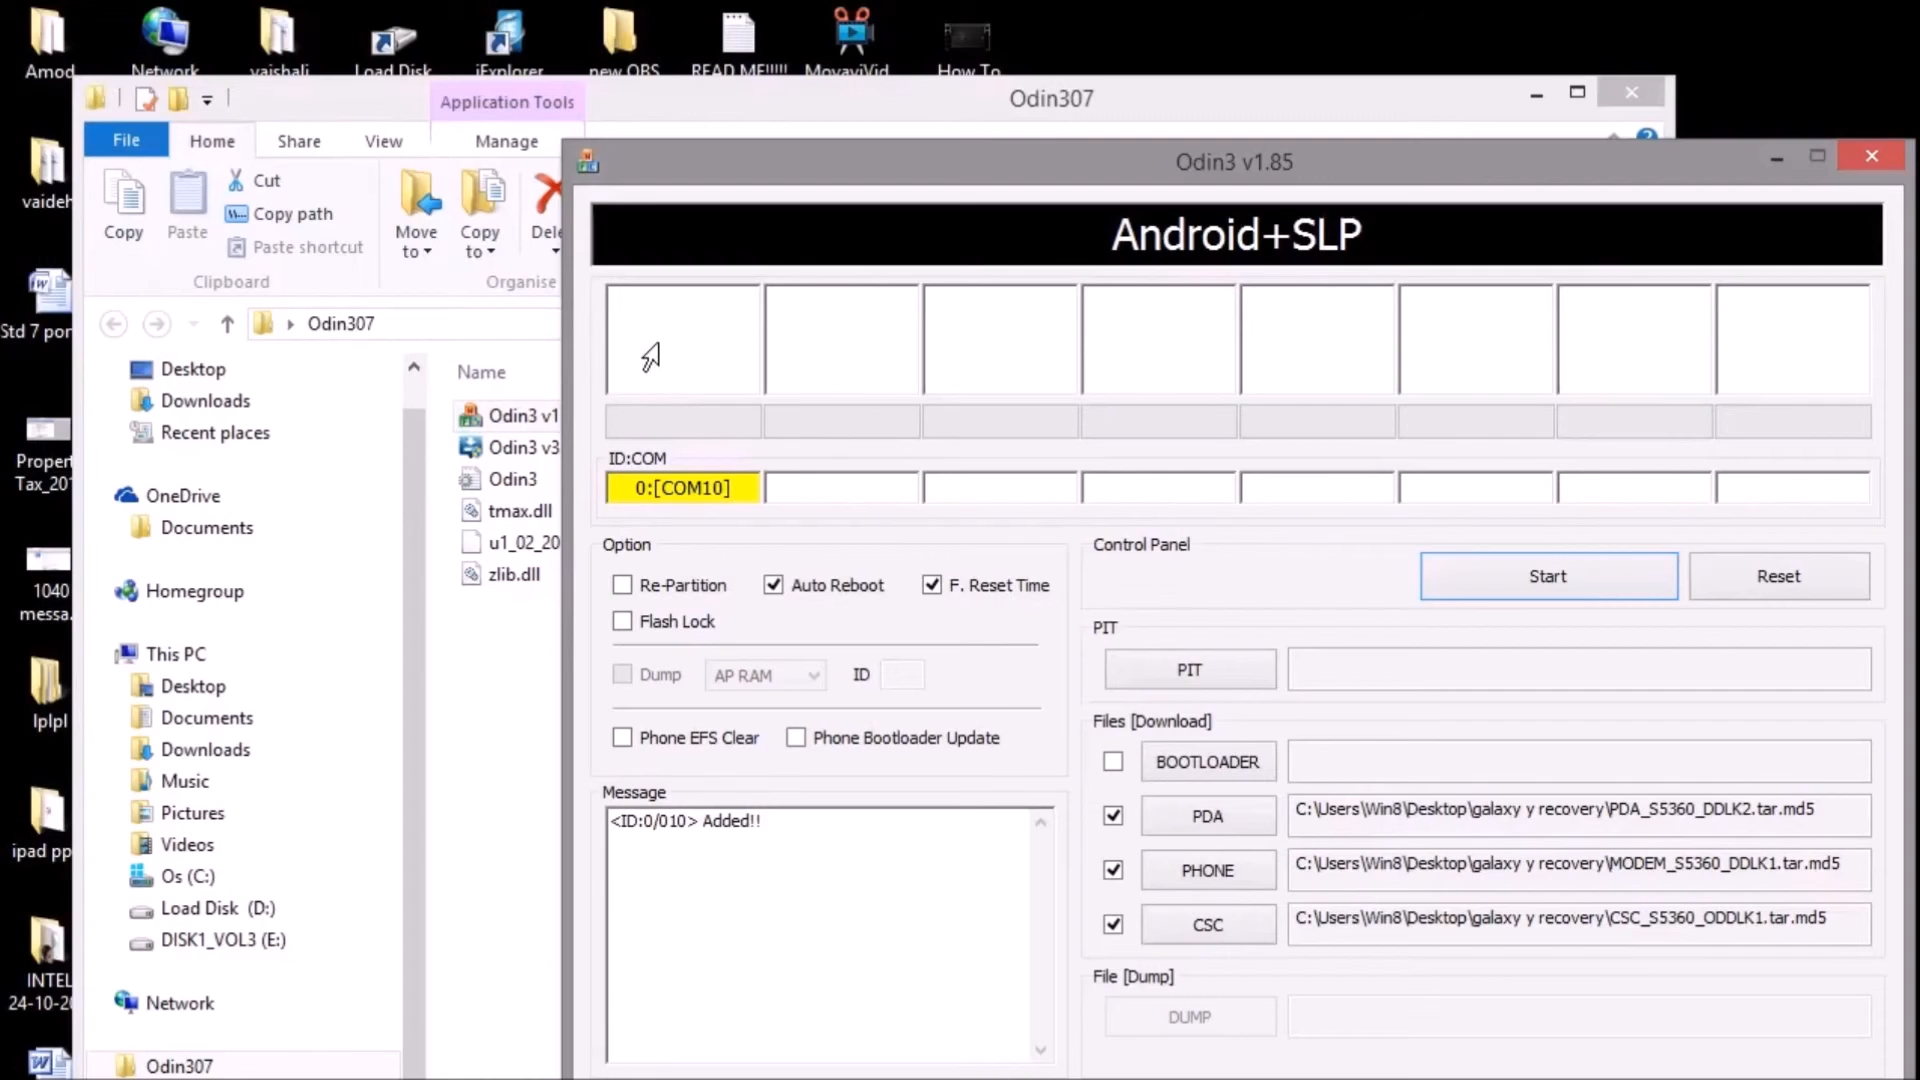 Amod
Network
vaishali
Load Disk
iExplorer
new OBS
READ ME!!!!!
MovaviVid
How To
Application Tools
Odin307
File
Home
Share
View
Manage
Odin3 v1.85
vaideh
Copy
Paste
Cut
Copy path
Paste shortcut
Move to
Copy to
Dele
Clipboard
Organise
Android+SLP
Std 7 por
Odin307
Desktop
Downloads
Recent places
OneDrive
Documents
Homegroup
This PC
Desktop
Documents
Downloads
Music
Pictures
Videos
Os (C:)
Load Disk (D:)
DISK1_VOL3 (E:)
Network
Odin307
Name
Odin3 v1
Odin3 v3
Odin3
tmax.dll
u1_02_20
zlib.dll
Propert
Tax_201
1040
messa.
lplpl
ipad pp
INTEL
24-10-20
ID:COM
0:[COM10]
Option
Re-Partition
Auto Reboot
F. Reset Time
Flash Lock
Dump
AP RAM
ID
Phone EFS Clear
Phone Bootloader Update
Message
<ID:0/010> Added!!
Control Panel
Start
Reset
PIT
PIT
Files [Download]
BOOTLOADER
PDA
C:\Users\Win8\Desktop\galaxy y recovery\PDA_S5360_DDLK2.tar.md5
PHONE
C:\Users\Win8\Desktop\galaxy y recovery\MODEM_S5360_DDLK1.tar.md5
CSC
C:\Users\Win8\Desktop\galaxy y recovery\CSC_S5360_ODDLK1.tar.md5
File [Dump]
DUMP